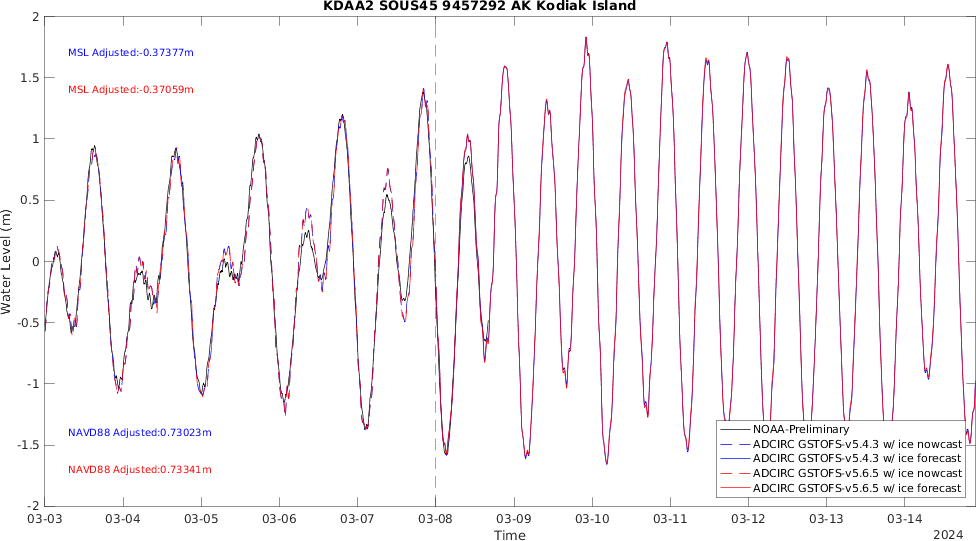 KDAA2 SOUS45 9457292 AK Kodiak Island
2
1.5
1
0.5
0
-0.5
-1
-1.5
-2
Water Level (m)
MSL Adjusted:-0.37377m
MSL Adjusted:-0.37059m
NAVD88 Adjusted:0.73023m
NAVD88 Adjusted:0.73341m
NOAA-Preliminary
ADCIRC GSTOFS-v5.4.3 w/ ice nowcast
ADCIRC GSTOFS-v5.4.3 w/ ice forecast
ADCIRC GSTOFS-v5.6.5 w/ ice nowcast
ADCIRC GSTOFS-v5.6.5 w/ ice forecast
03-03 03-04 03-05 03-06 03-07 03-08 03-09 03-10 03-11 03-12 03-13 03-14
Time
2024